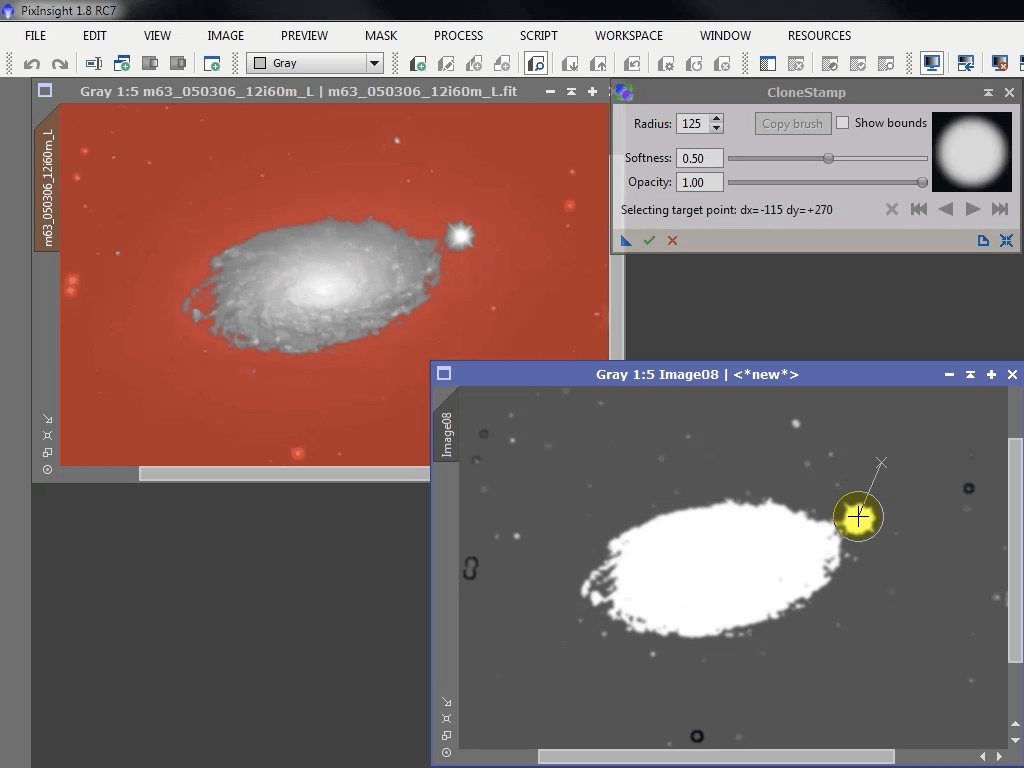 PixInsight 1.8 RC7
FILE EDIT VIEW IMAGE PREVIEW MASK PROCESS SCRIPT WORKSPACE WINDOW RESOURCES
Gray
Gray 1:5 m63_050306_12i60m_L | m63_050306_12i60m_L.fit
m63_050306_12i60m_L
CloneStamp
Radius: 125 Copy brush Show bounds
Softness: 0.50
Opacity: 1.00
Selecting target point: dx=-115 dy=+270
Gray 1:5 Image08 | <*new*>
Image08